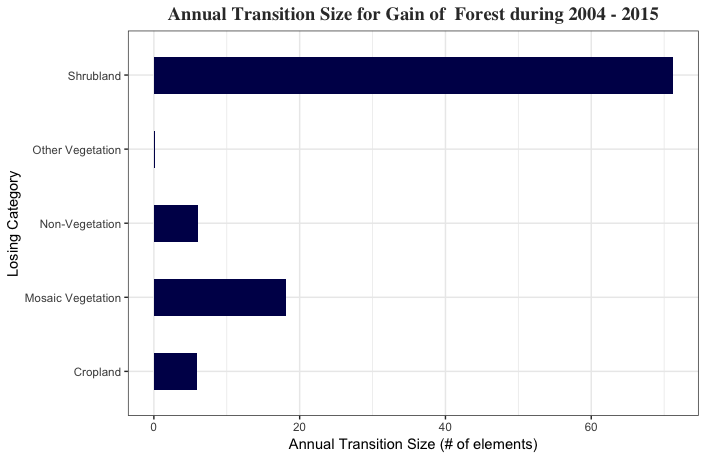 Annual Transition Size for Gain of  Forest during 2004 - 2015
Losing Category
Shrubland
Other Vegetation
Non-Vegetation
Mosaic Vegetation
Cropland
0
20
40
60
Annual Transition Size (# of elements)